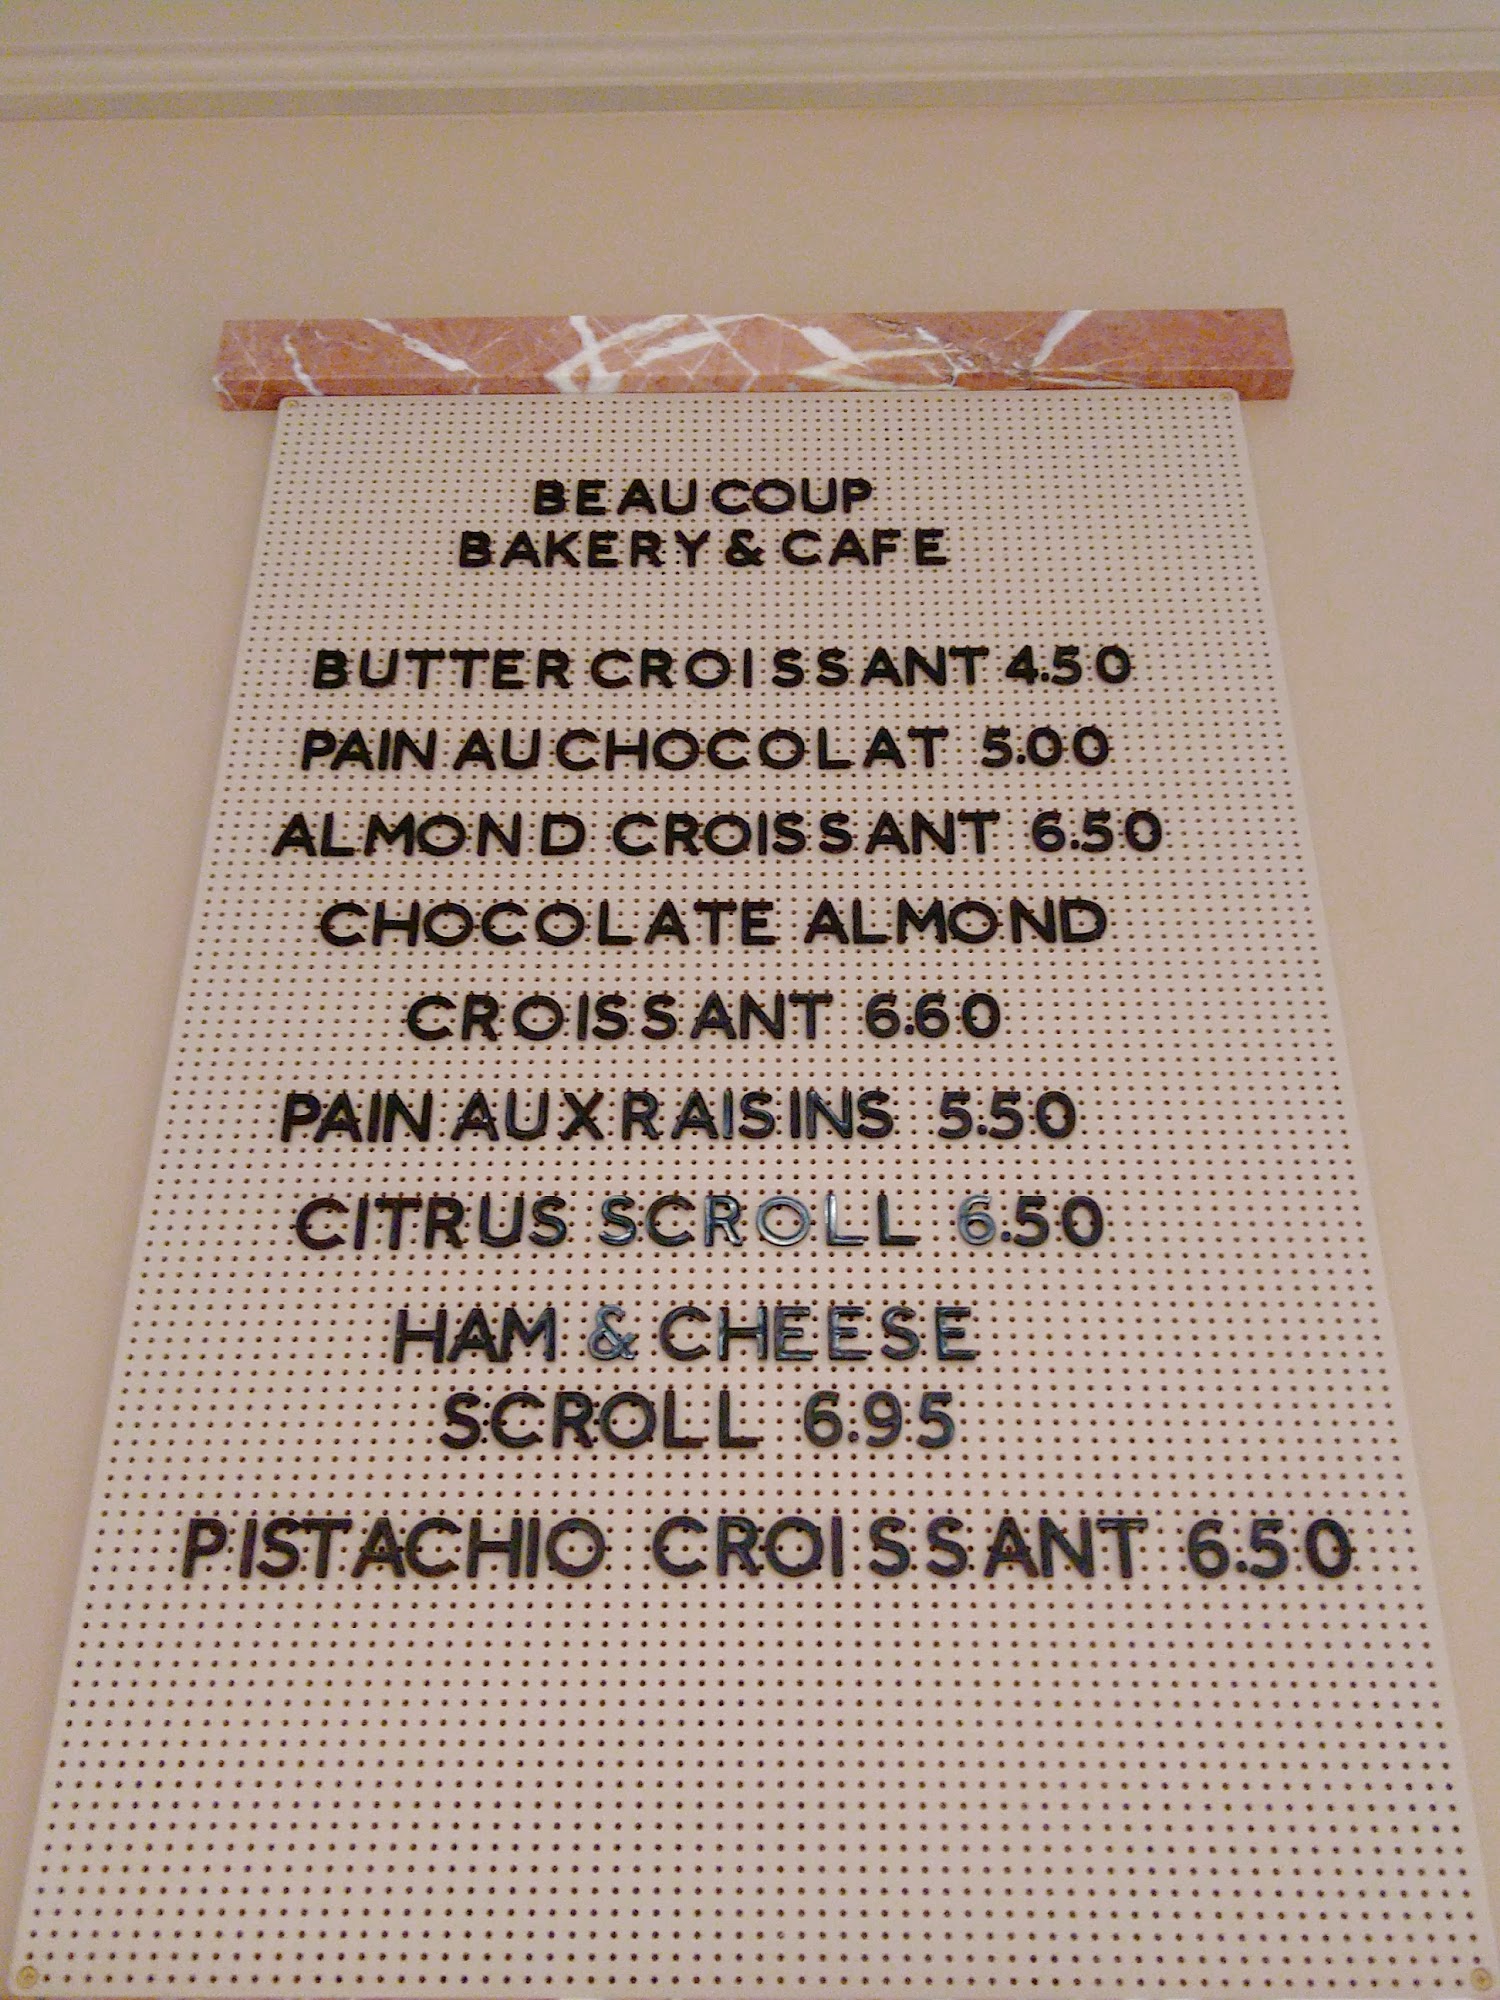 BEAUCOUP
BAKERY & CAFE
BUTTER CROISSANT 4.50
PAIN AU CHOCOLAT 5.00
ALMOND CROISSANT 6.50
CHOCOLATE ALMOND
CROISSANT 6.60
PAIN AUX RAISINS 5.50
CITRUS SCROLL 6.50
HAM & CHEESE
SCROLL 6.95
PISTACHIO CROISSANT 6.50